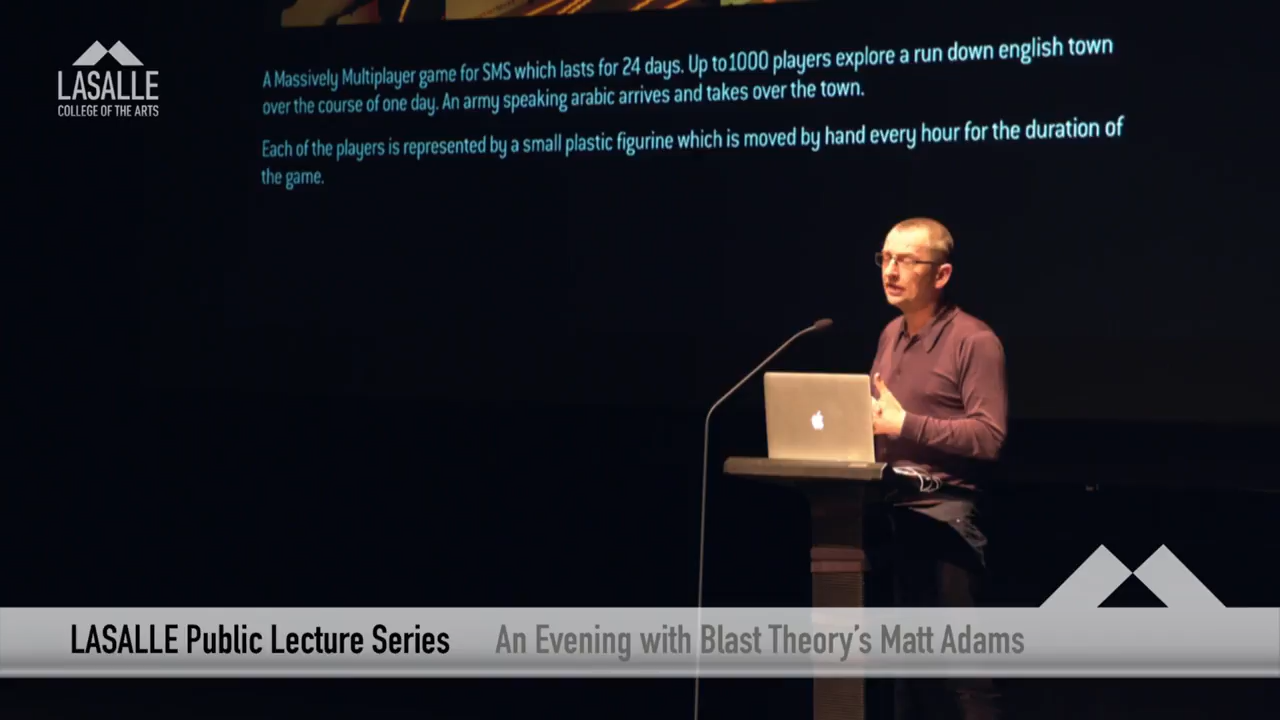 LASALLE
COLLEGE OF THE ARTS
A Massively Multiplayer game for SMS which lasts for 24 days. Up to 1000 players explore a run down english town
over the course of one day. An army speaking arabic arrives and takes over the town.
Each of the players is represented by a small plastic figurine which is moved by hand every hour for the duration of
the game.
LASALLE Public Lecture Series An Evening with Blast Theory's Matt Adams